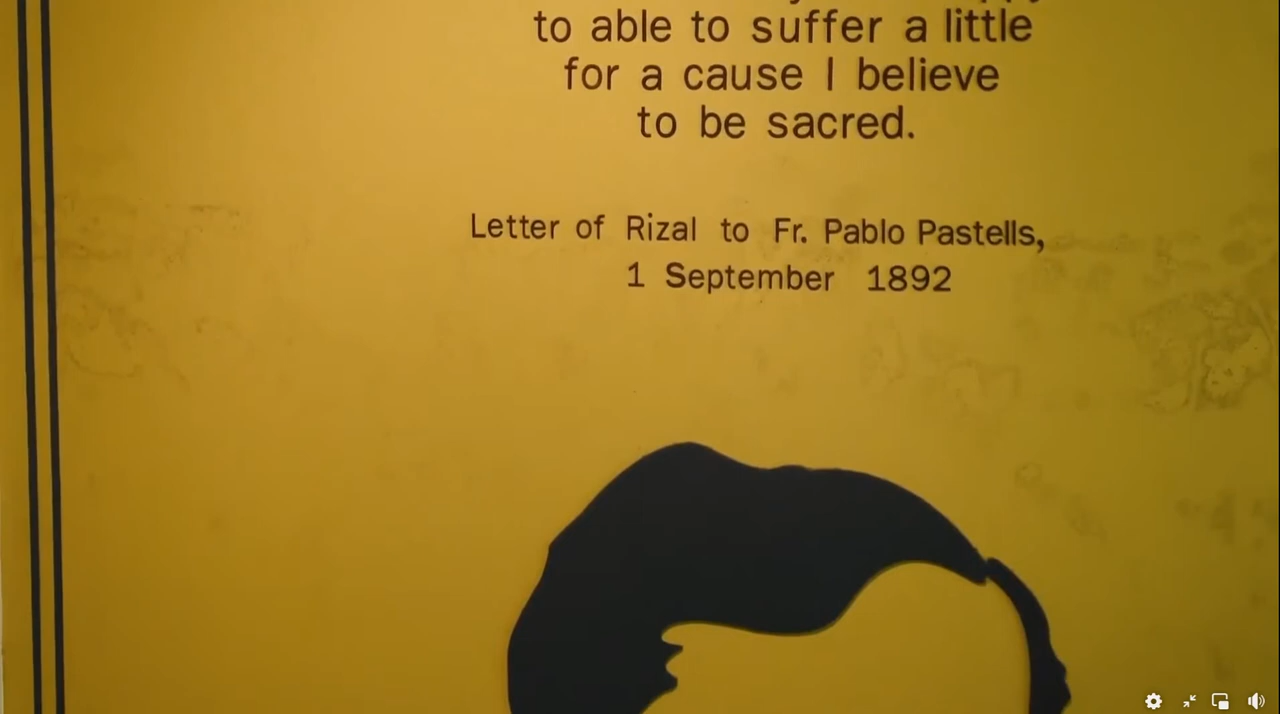 to able to suffer a little
for a cause I believe
to be sacred.
Letter of Rizal to Fr. Pablo Pastells,
1 September 1892